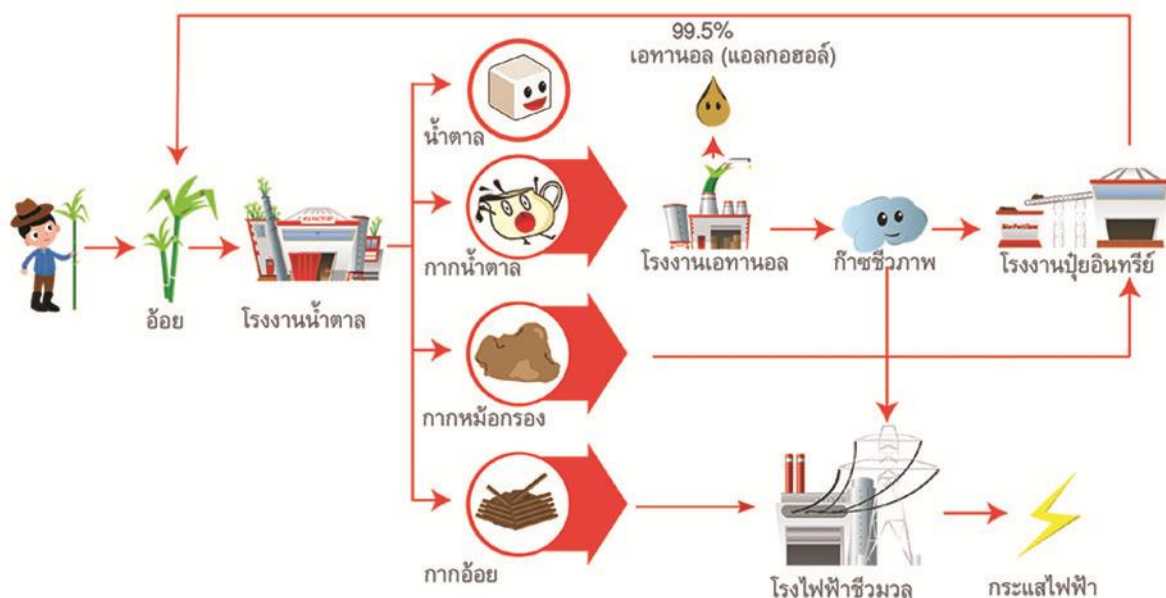 99.5%
เอทานอล (แอลกอฮอล์)
น้ำตาล
กากน้ำตาล
โรงงานเอทานอล
ก๊าซชีวภาพ
โรงงานปุ๋ยอินทรีย์
อ้อย
โรงงานน้ำตาล
กากหม้อกรอง
กากอ้อย
โรงไฟฟ้าชีวมวล
กระแสไฟฟ้า